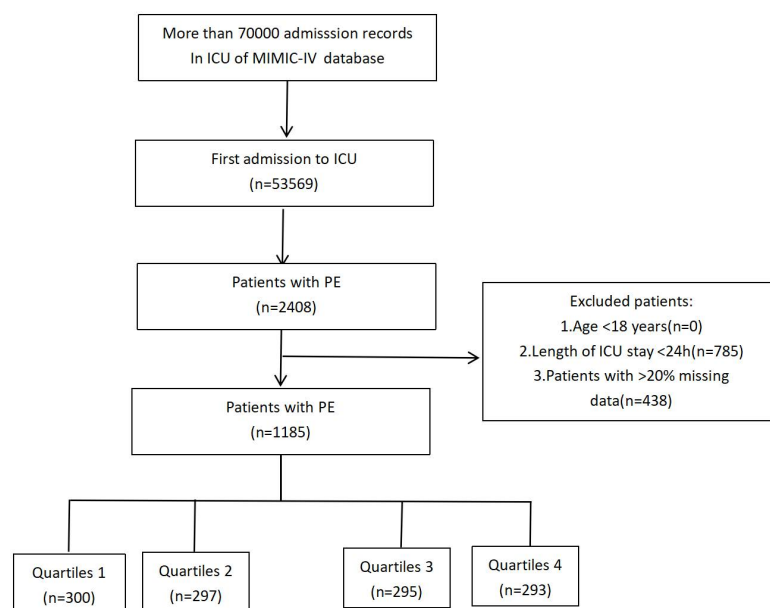 More than 70000 admisssion records
In ICU of MIMIC-IV database
First admission to ICU
(n=53569)
Patients with PE
(n=2408)
Excluded patients:
1.Age <18 years(n=0)
2.Length of ICU stay <24h(n=785)
3.Patients with >20% missing
data(n=438)
Patients with PE
(n=1185)
Quartiles 1
(n=300)
Quartiles 2
(n=297)
Quartiles 3
(n=295)
Quartiles 4
(n=293)